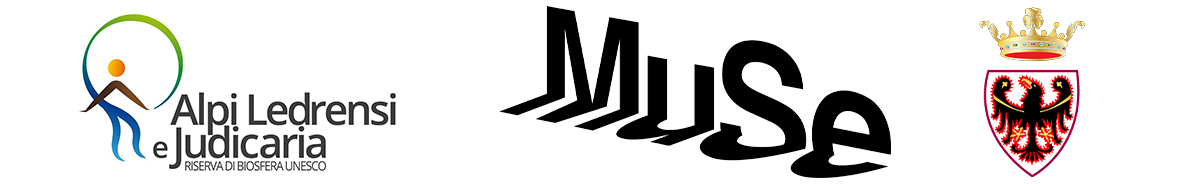 Alpi Ledrensi
e Judicaria
RISERVA DI BIOSFERA UNESCO
MuSe